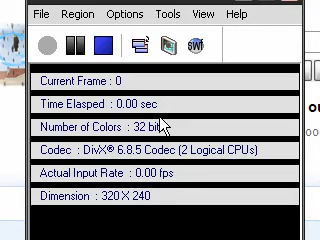 File Region Options Tools View Help
SWF
Current Frame : 0
Time Elasped : 0.00 sec
Number of Colors : 32 bit
Codec : DivX® 6.8.5 Codec (2 Logical CPUs)
Actual Input Rate : 0.00 fps
Dimension : 320 X 240